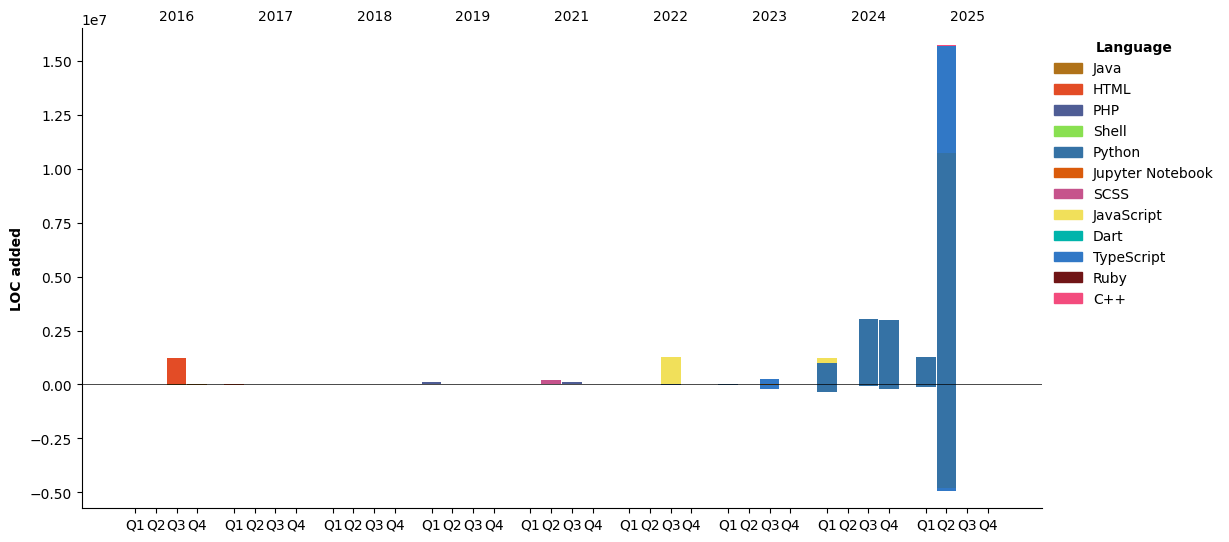 2016 2017 2018 2019 2021 2022 2023 2024 2025
1e7
1.50
1.25
1.00
0.75
0.50
0.25
0.00
−0.25
−0.50
LOC added
Q1 Q2 Q3 Q4 Q1 Q2 Q3 Q4 Q1 Q2 Q3 Q4 Q1 Q2 Q3 Q4 Q1 Q2 Q3 Q4 Q1 Q2 Q3 Q4 Q1 Q2 Q3 Q4 Q1 Q2 Q3 Q4 Q1 Q2 Q3 Q4
Language
Java
HTML
PHP
Shell
Python
Jupyter Notebook
SCSS
JavaScript
Dart
TypeScript
Ruby
C++